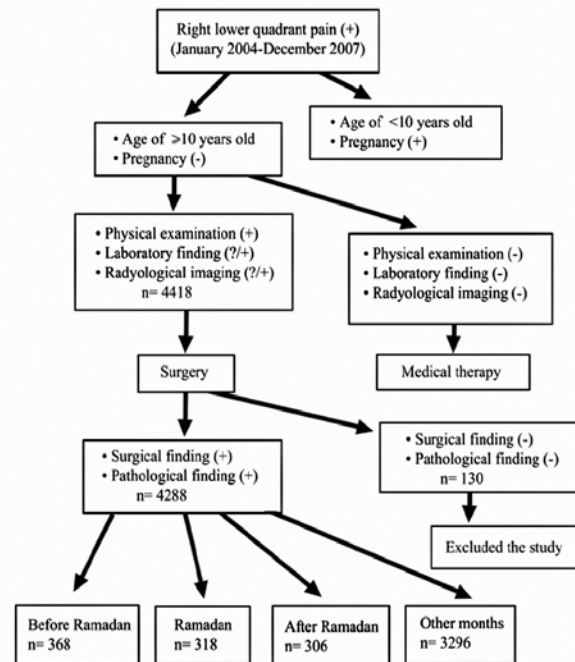 Right lower quadrant pain (+)
(January 2004-December 2007)
• Age of ⩾10 years old
• Pregnancy (-)
• Age of <10 years old
• Pregnancy (+)
• Physical examination (+)
• Laboratory finding (?/+)
• Radyological imaging (?/+)
n= 4418
• Physical examination (-)
• Laboratory finding (-)
• Radyological imaging (-)
Surgery
Medical therapy
• Surgical finding (+)
• Pathological finding (+)
n= 4288
• Surgical finding (-)
• Pathological finding (-)
n= 130
Excluded the study
Before Ramadan
n= 368
Ramadan
n= 318
After Ramadan
n= 306
Other months
n= 3296